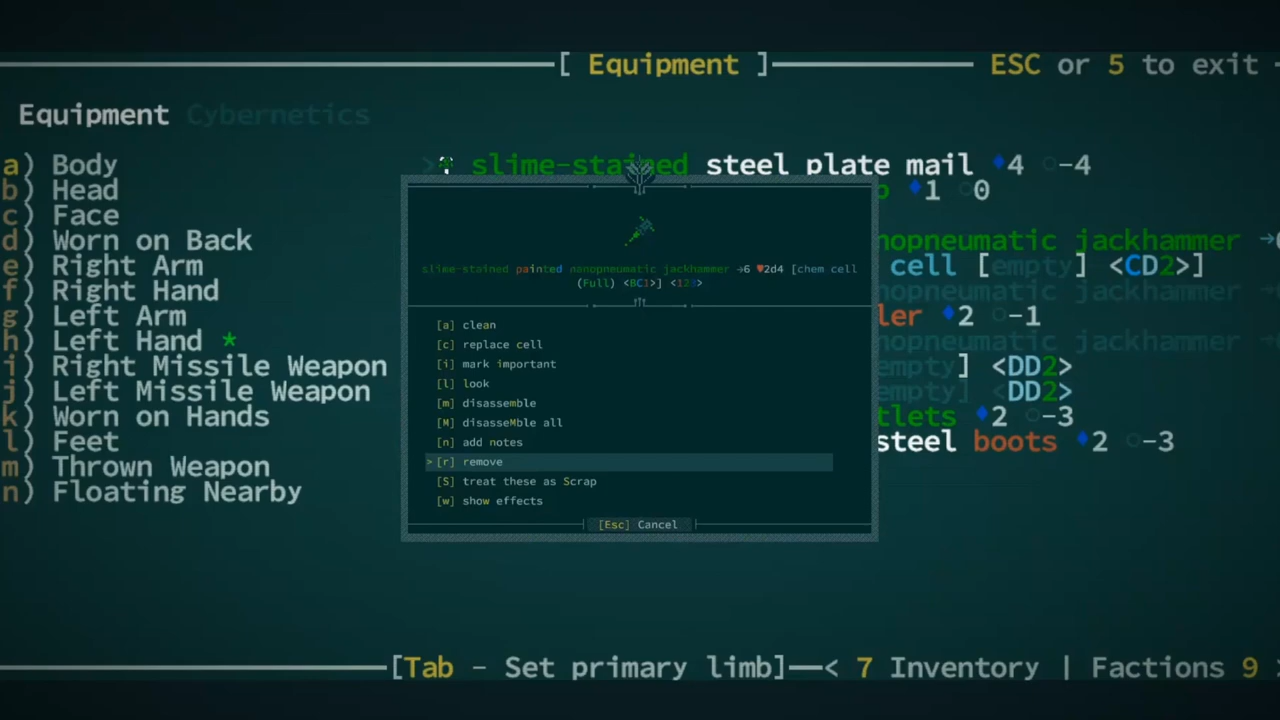 [ Equipment ] ESC or 5 to exit
Equipment Cybernetics
a) Body slime-stained steel plate mail ♦4 ○-4
b) Head ♦1 ○0
c) Face
d) Worn on Back nopneumatic jackhammer →
e) Right Arm cell [empty] <CD2>]
f) Right Hand nopneumatic jackhammer
g) Left Arm ler ♦2 ○-1
h) Left Hand * nopneumatic jackhammer
i) Right Missile Weapon empty] <DD2>
j) Left Missile Weapon empty] <DD2>
k) Worn on Hands tlets ♦2 ○-3
l) Feet steel boots ♦2 ○-3
m) Thrown Weapon
n) Floating Nearby
slime-stained painted nanopneumatic jackhammer →6 ♥2d4 [chem cell
(Full) <BC1>] <123>
[a] clean
[c] replace cell
[i] mark important
[l] look
[m] disassemble
[M] disasseMble all
[n] add notes
> [r] remove
[S] treat these as Scrap
[w] show effects
[Esc] Cancel
[Tab - Set primary limb] < 7 Inventory | Factions 9 >